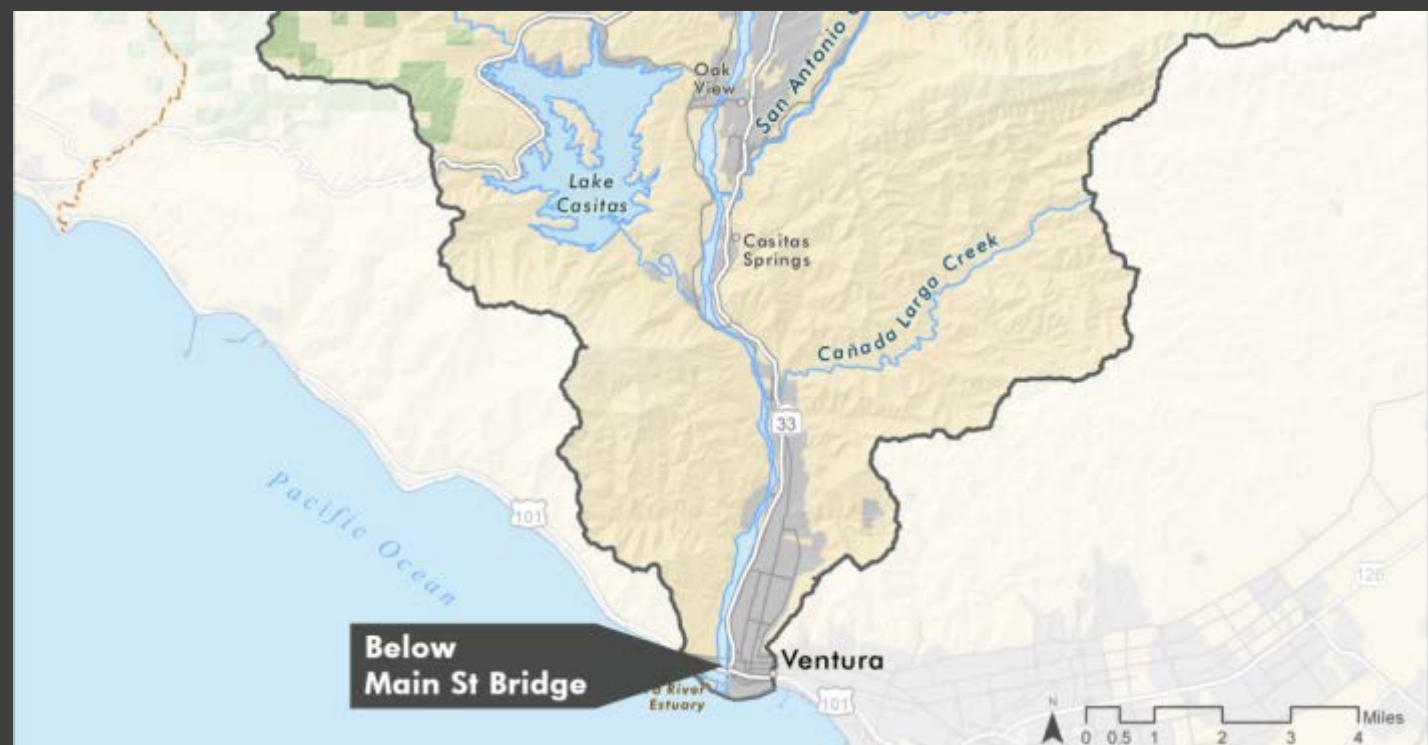 Oak
View
San Antonio
Lake
Casitas
Casitas
Springs
Cañada Larga Creek
33
Pacific Ocean
101
126
Below
Main St Bridge
Ventura
River
Estuary
101
N
Miles
0 0.5 1 2 3 4